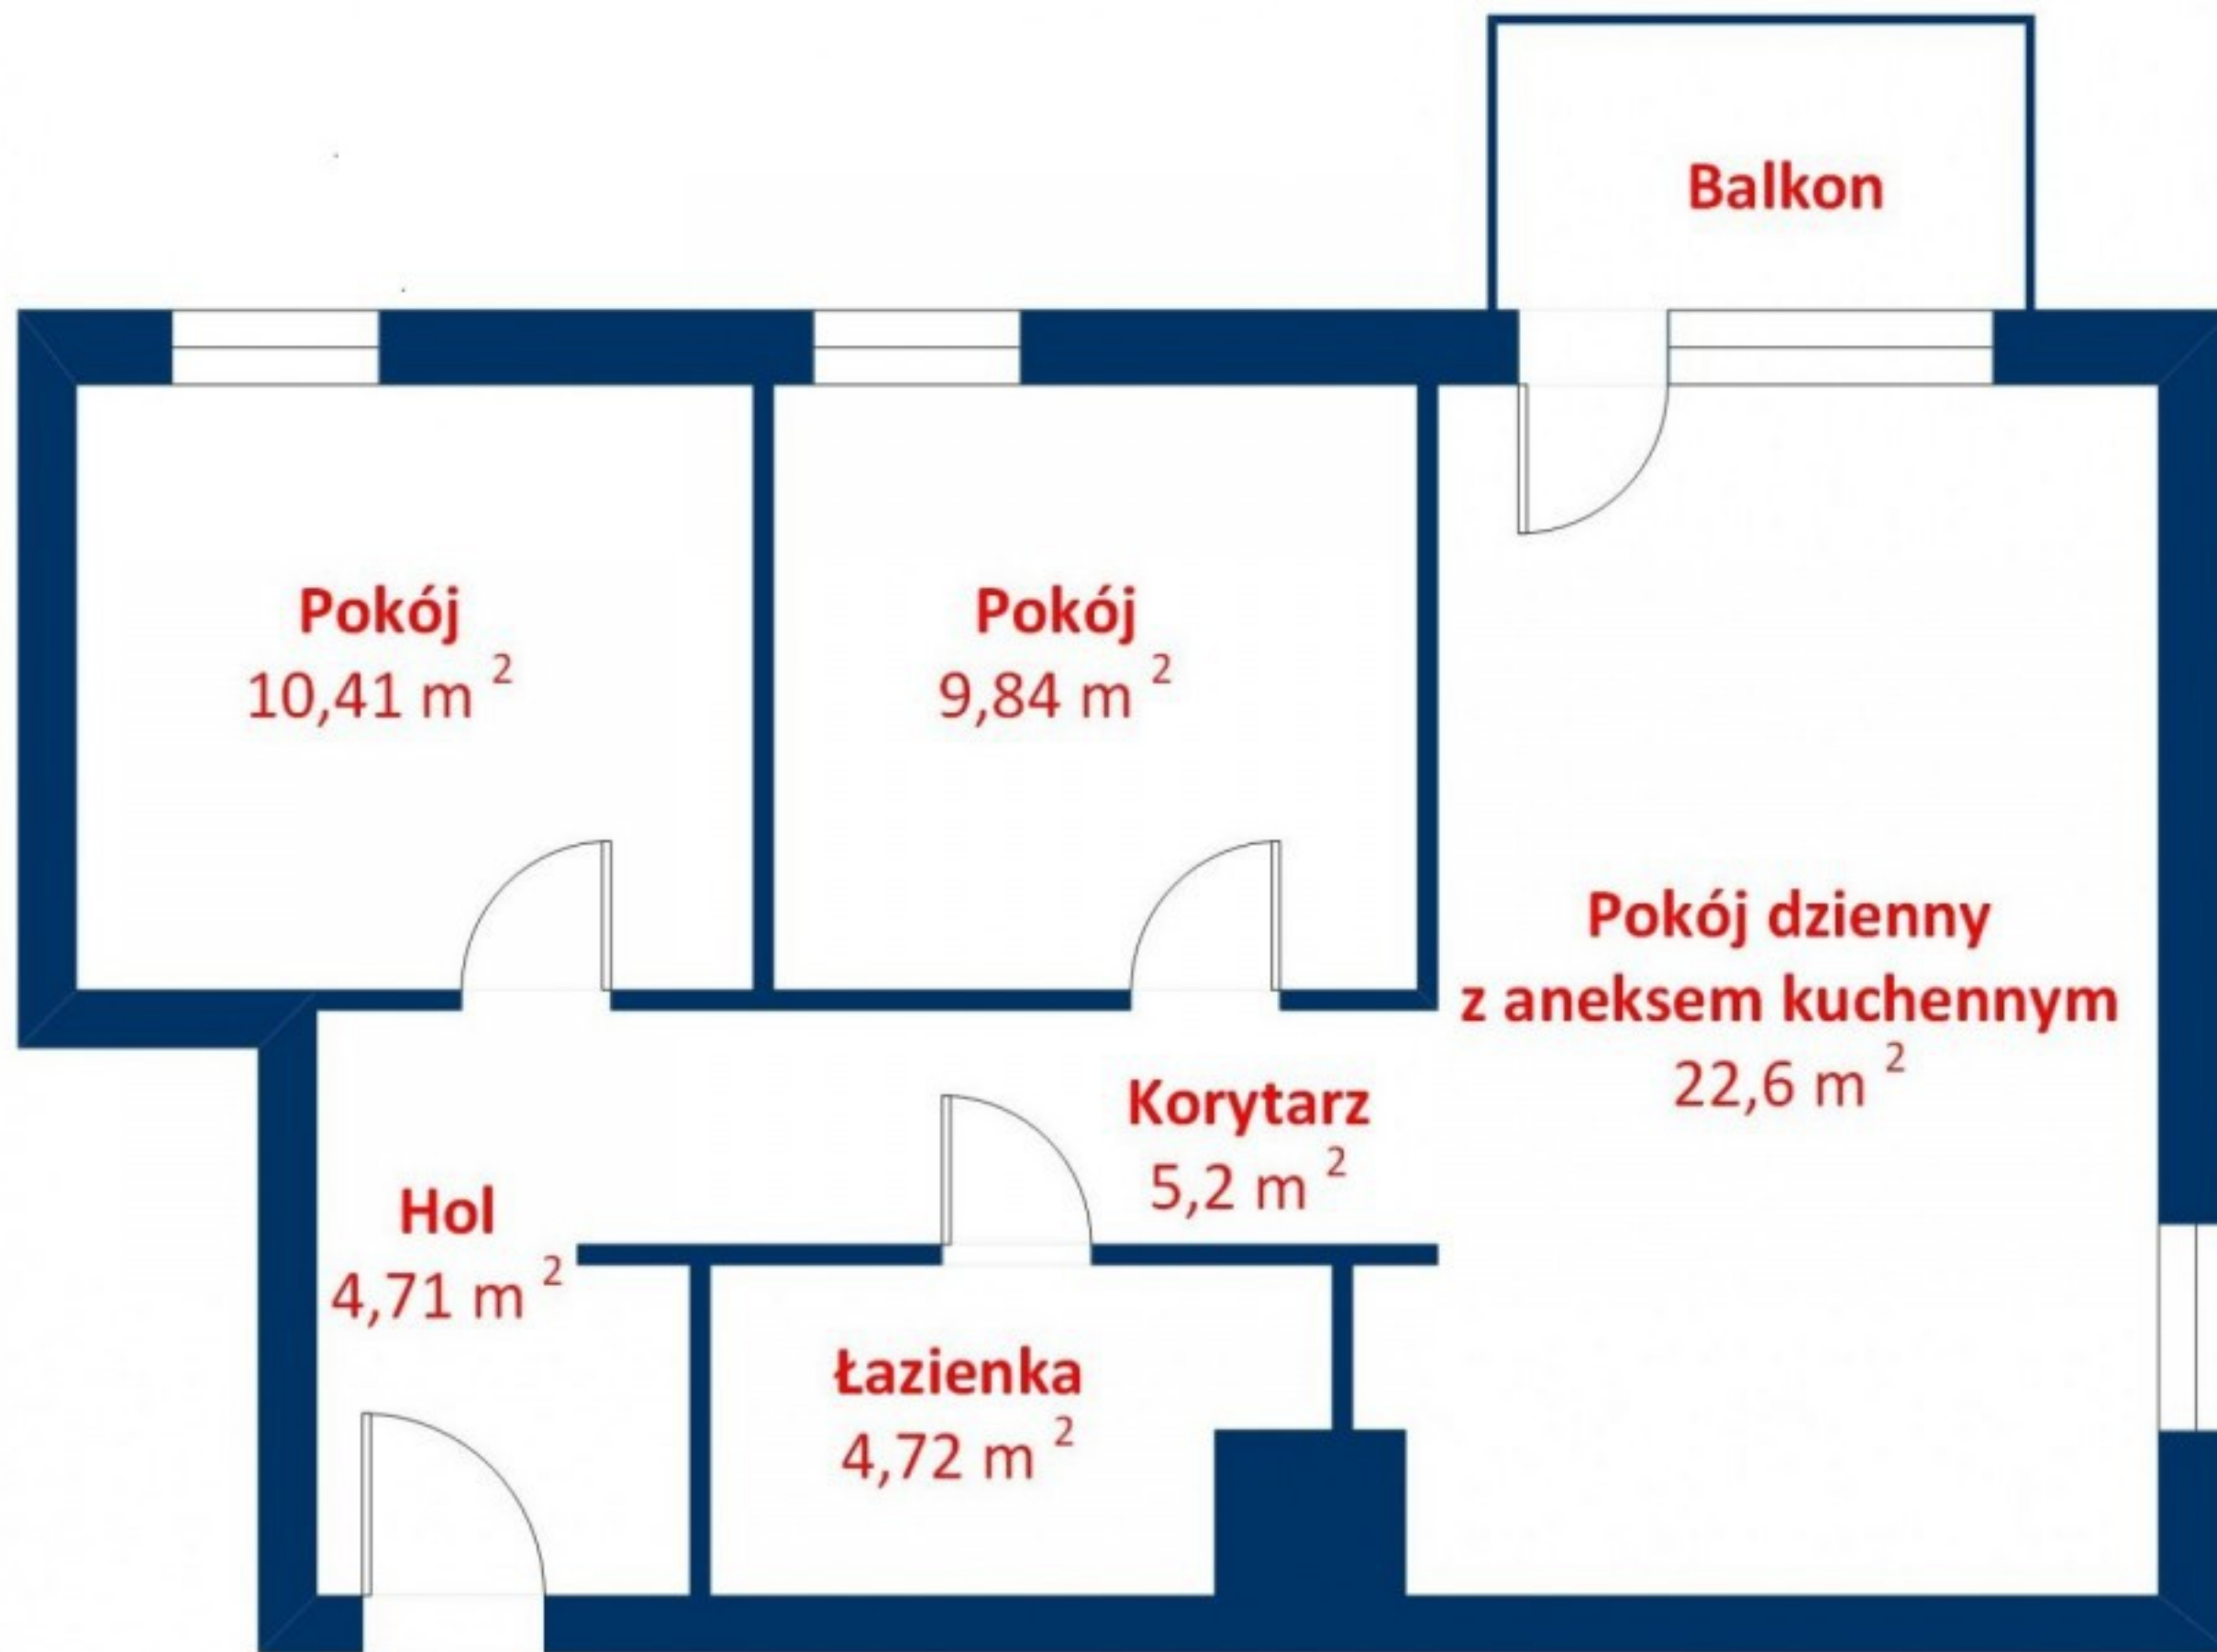 Balkon
Pokój
10,41 m ²
Pokój
9,84 m ²
Pokój dzienny
z aneksem kuchennym
22,6 m ²
Korytarz
5,2 m ²
Hol
4,71 m ²
Łazienka
4,72 m ²